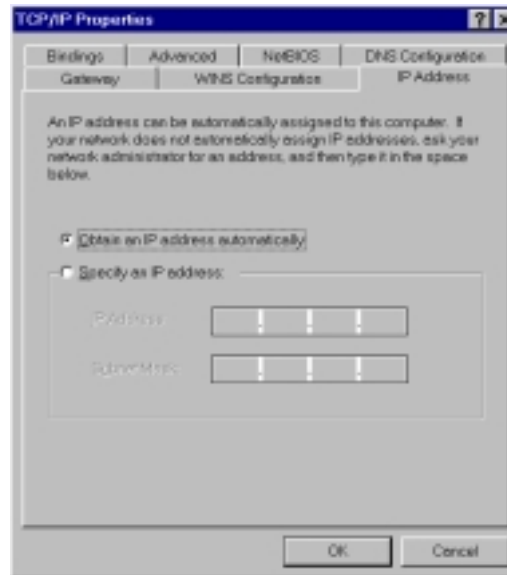 TCP/IP Properties
Bindings Advanced NetBIOS DNS Configuration
Gateway WINS Configuration IP Address
An IP address can be automatically assigned to this computer. If
your network does not automatically assign IP addresses, ask your
network administrator for an address, and then type it in the space
below.
Obtain an IP address automatically
Specify an IP address:
IP Address:
Subnet Mask:
OK Cancel